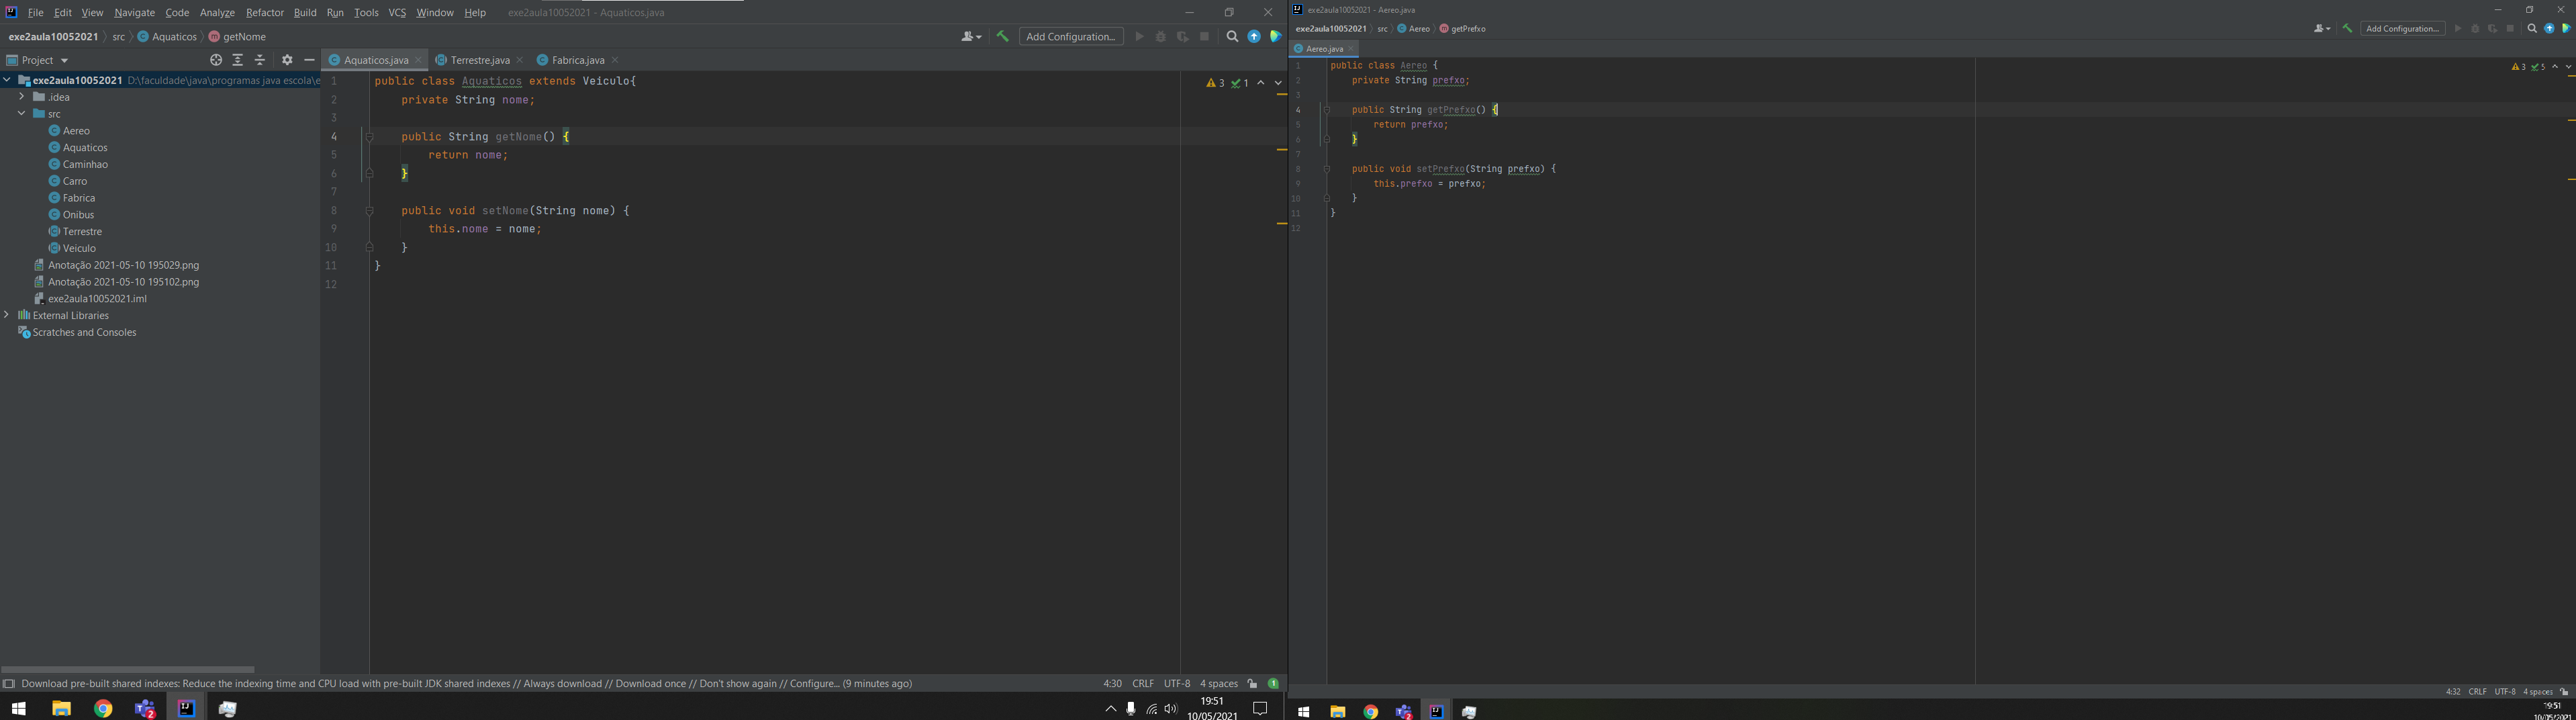 File Edit View Navigate Code Analyze Refactor Build Run Tools VCS Window Help exe2aula10052021 - Aquaticos.java
exe2aula10052021 src Aquaticos getNome Add Configuration...
Project
Aquaticos.java Terrestre.java Fabrica.java
exe2aula10052021 D:\faculdade\java\programas java escola\e
.idea
src
Aereo
Aquaticos
Caminhao
Carro
Fabrica
Onibus
Terrestre
Veiculo
Anotação 2021-05-10 195029.png
Anotação 2021-05-10 195102.png
exe2aula10052021.iml
External Libraries
Scratches and Consoles
3 1
1 public class Aquaticos extends Veiculo{
2 private String nome;
3
4 public String getNome() {
5 return nome;
6 }
7
8 public void setNome(String nome) {
9 this.nome = nome;
10 }
11 }
12
Download pre-built shared indexes: Reduce the indexing time and CPU load with pre-built JDK shared indexes // Always download // Download once // Don't show again // Configure... (9 minutes ago) 4:30 CRLF UTF-8 4 spaces 1
2
19:51
10/05/2021
exe2aula10052021 - Aereo.java
exe2aula10052021 src Aereo getPrefxo Add Configuration...
Aereo.java
3 5
1 public class Aereo {
2 private String prefxo;
3
4 public String getPrefxo() {
5 return prefxo;
6 }
7
8 public void setPrefxo(String prefxo) {
9 this.prefxo = prefxo;
10 }
11 }
12
4:32 CRLF UTF-8 4 spaces
2
19:51
10/05/2021